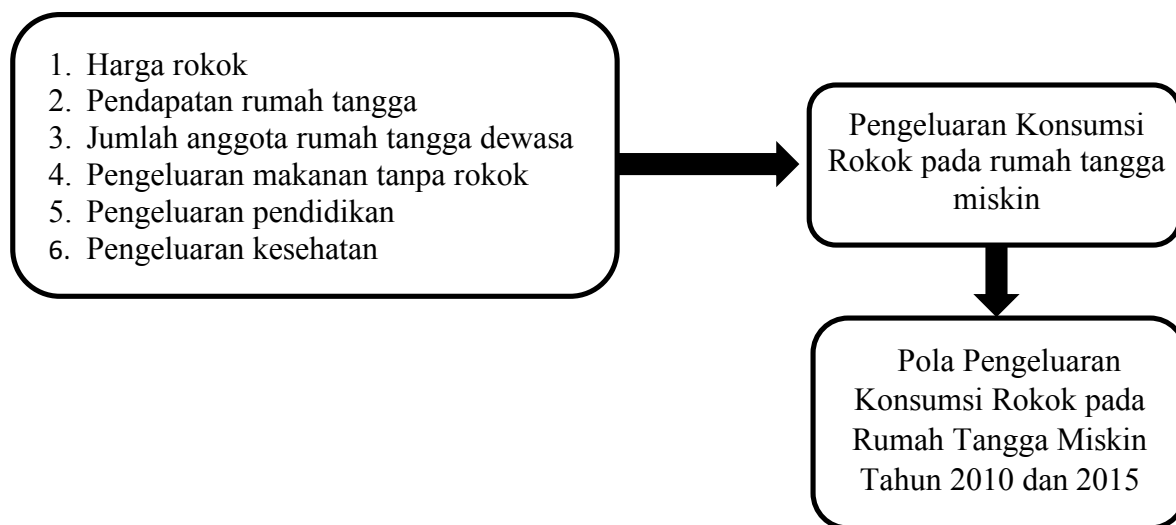 1. Harga rokok
2. Pendapatan rumah tangga
3. Jumlah anggota rumah tangga dewasa
4. Pengeluaran makanan tanpa rokok
5. Pengeluaran pendidikan
6. Pengeluaran kesehatan
Pengeluaran Konsumsi
Rokok pada rumah tangga
miskin
Pola Pengeluaran
Konsumsi Rokok pada
Rumah Tangga Miskin
Tahun 2010 dan 2015